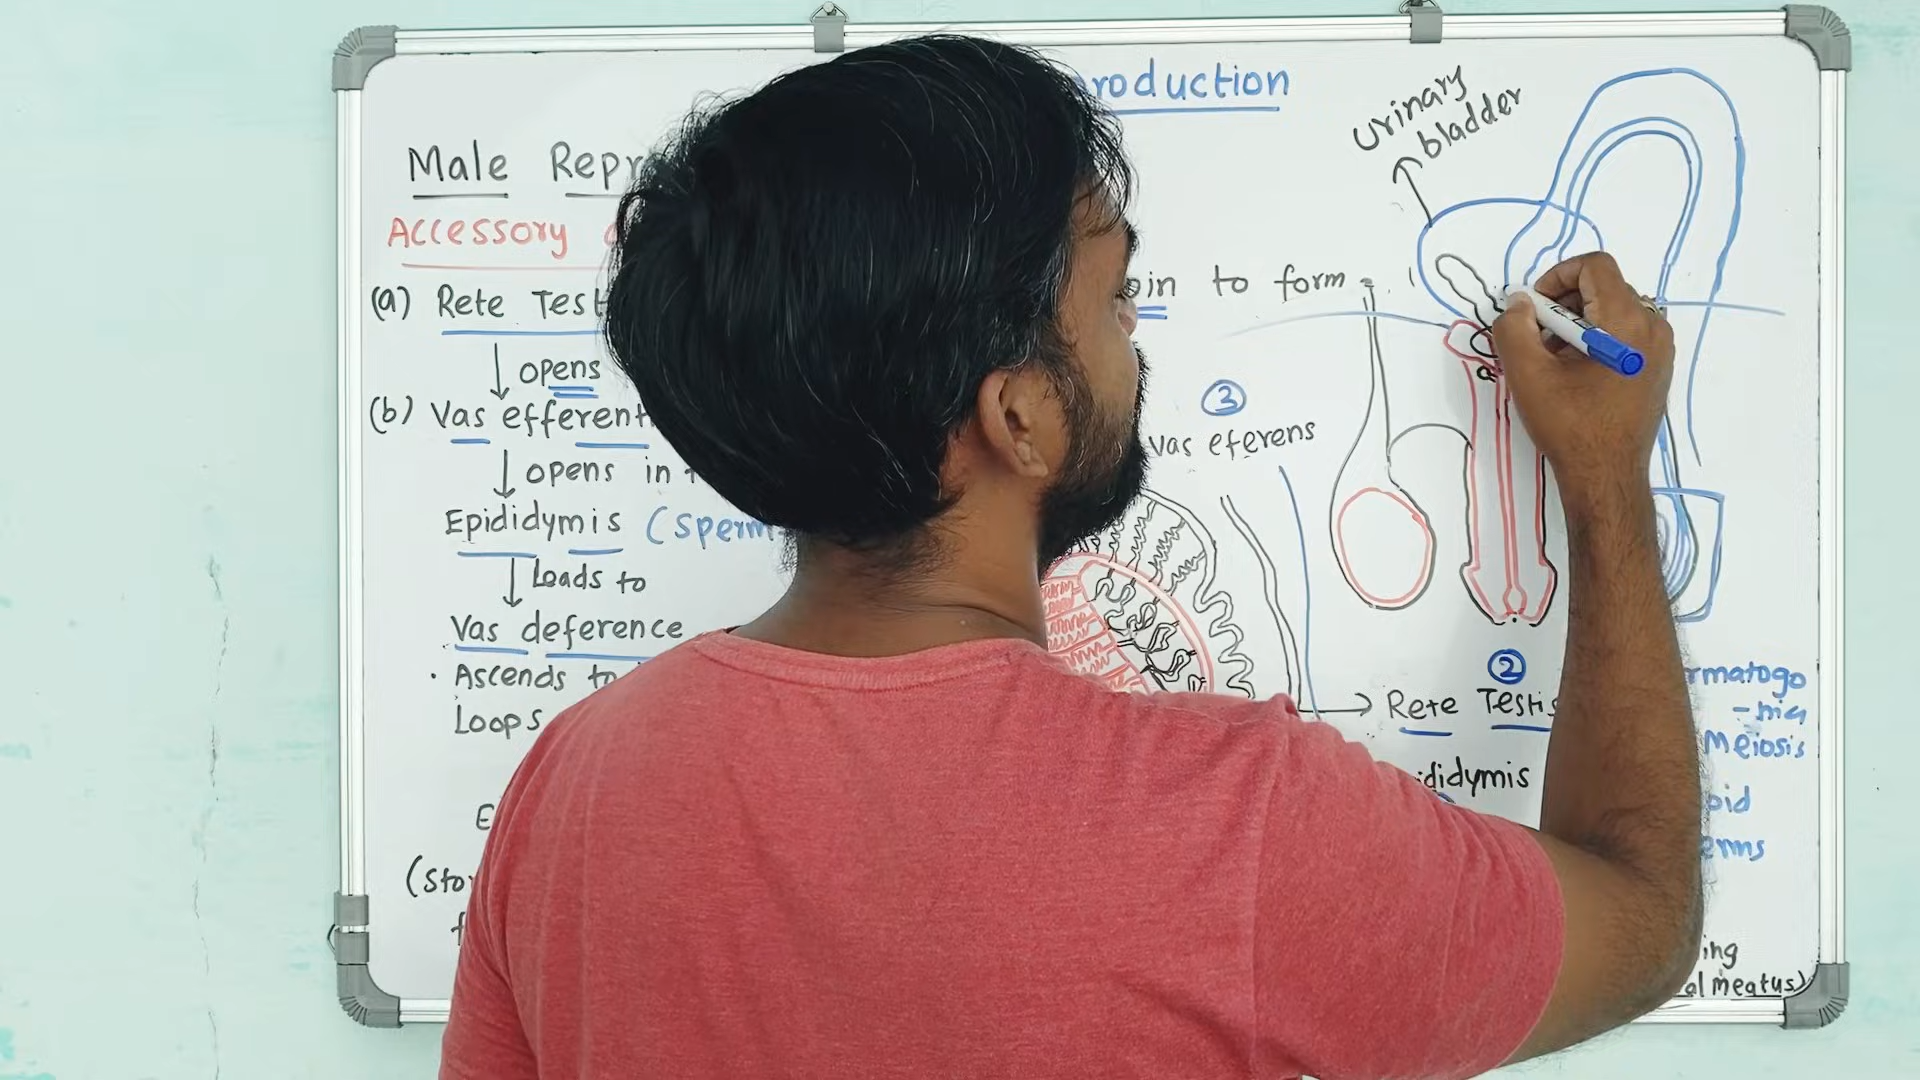 roduction
Male Repr
Accessory
(a) Rete Test
opens
(b) Vas efferent
opens in
Epididymis (Sperm
Leads to
Vas deference
. Ascends to
Loops
E
(Sto
oin to form
urinary
bladder
3
Vas eferens
2
Rete Testis
ididymis
rmatogo
-nia
Meiosis
oid
erms
ing
al meatus)